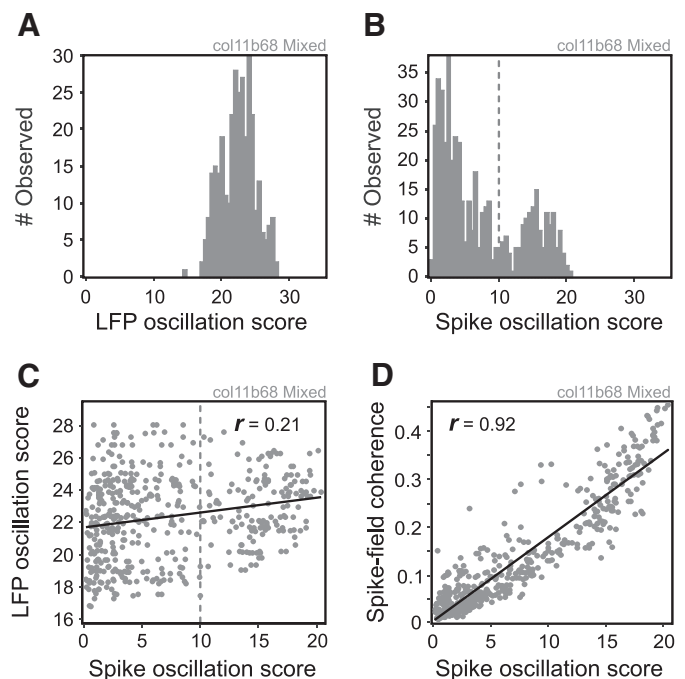 A
col11b68 Mixed
# Observed
30
25
20
15
10
5
0
0 10 20 30
LFP oscillation score
B
col11b68 Mixed
# Observed
35
30
25
20
15
10
5
0
0 10 20 30
Spike oscillation score
C
col11b68 Mixed
LFP oscillation score
r = 0.21
28
26
24
22
20
18
16
0 5 10 15 20
Spike oscillation score
D
col11b68 Mixed
Spike-field coherence
r = 0.92
0.4
0.3
0.2
0.1
0
0 5 10 15 20
Spike oscillation score